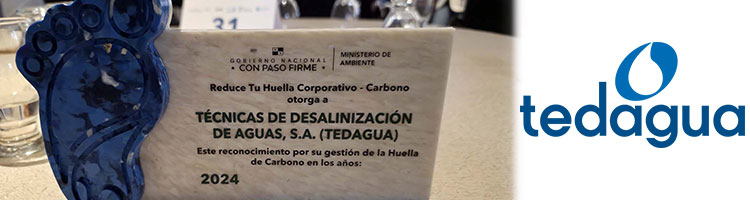 31
GOBIERNO NACIONAL
CON PASO FIRME
MINISTERIO DE
AMBIENTE
Reduce Tu Huella Corporativo - Carbono
otorga a
TÉCNICAS DE DESALINIZACIÓN
DE AGUAS, S.A. (TEDAGUA)
Este reconocimiento por su gestión de la Huella
de Carbono en los años:
2024
tedagua